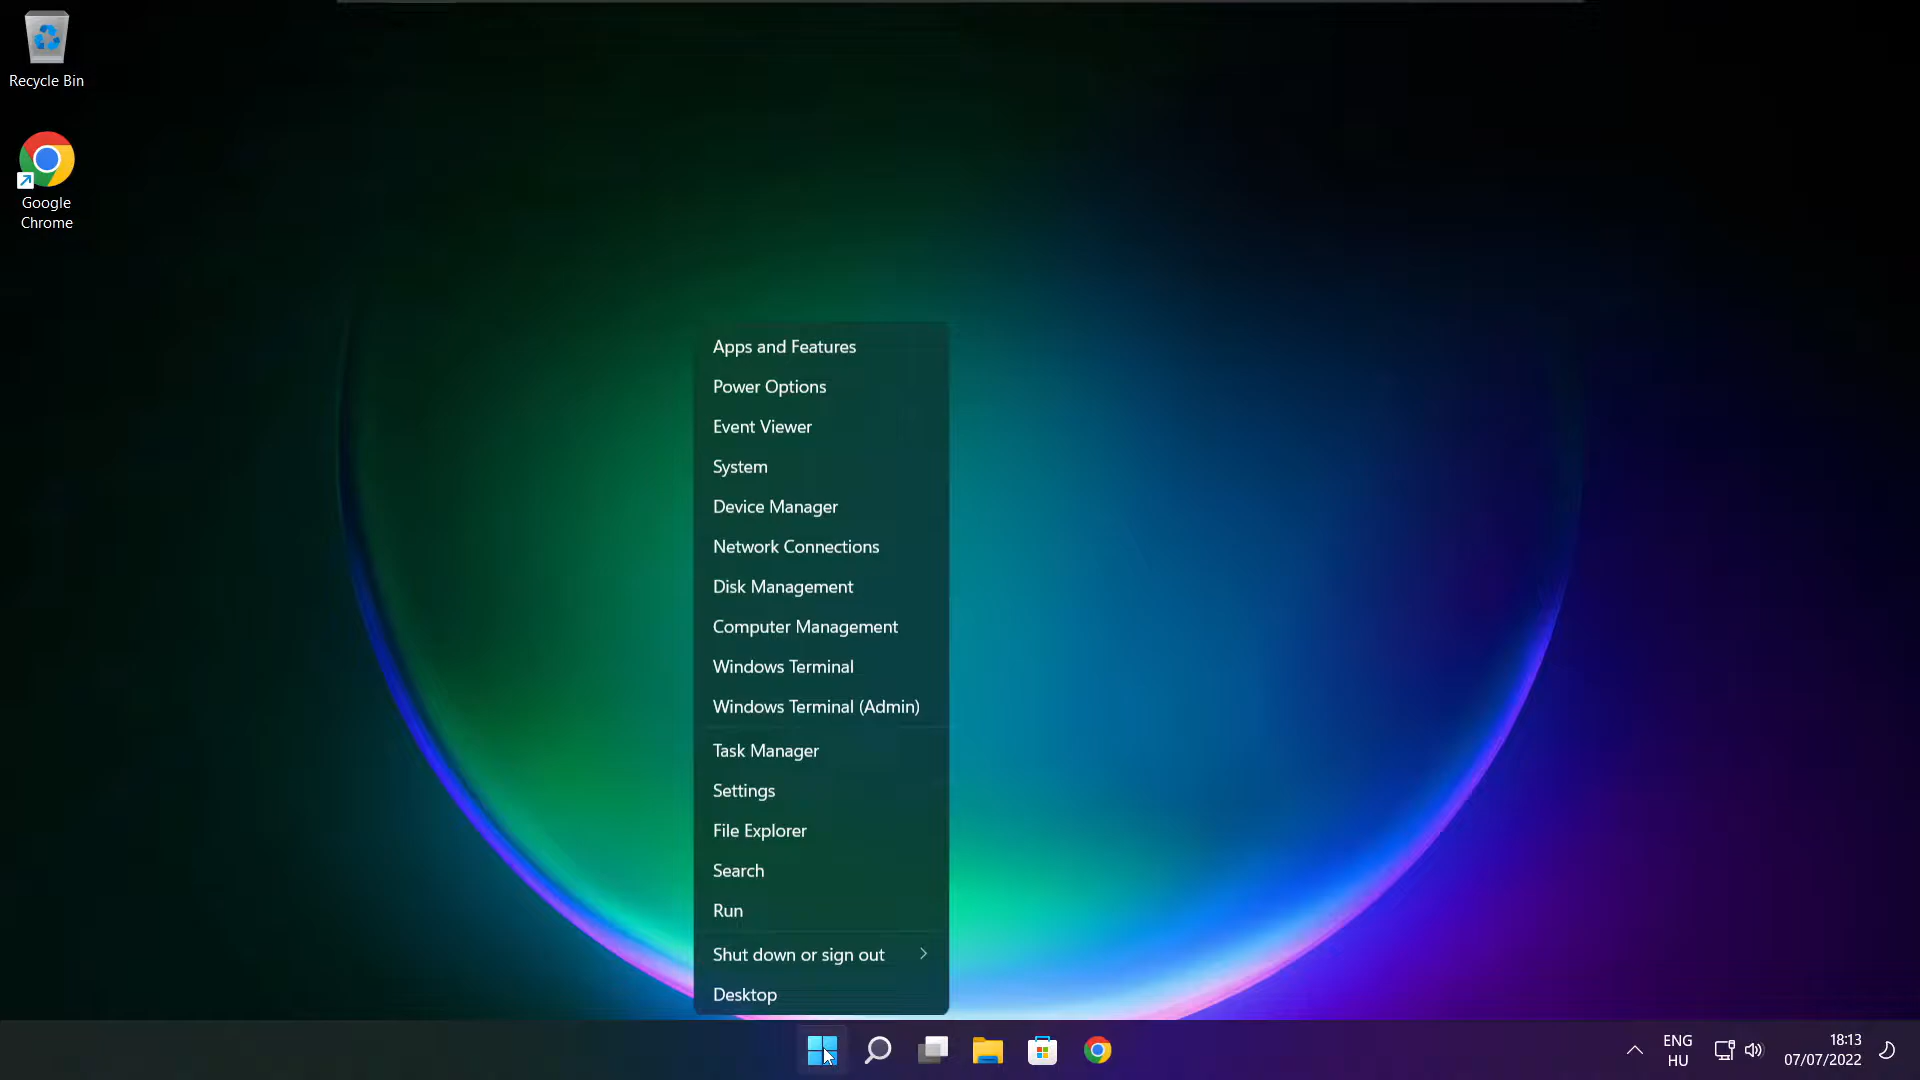 Recycle Bin
Google
Chrome
Apps and Features
Power Options
Event Viewer
System
Device Manager
Network Connections
Disk Management
Computer Management
Windows Terminal
Windows Terminal (Admin)
Task Manager
Settings
File Explorer
Search
Run
Shut down or sign out
Desktop
ENG
HU
18:13
07/07/2022